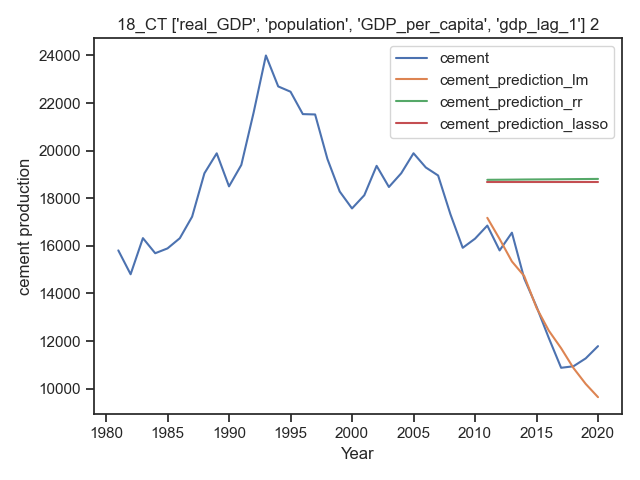 18_CT ['real_GDP', 'population', 'GDP_per_capita', 'gdp_lag_1'] 2
cement
cement_prediction_lm
cement_prediction_rr
cement_prediction_lasso
cement production
24000
22000
20000
18000
16000
14000
12000
10000
1980 1985 1990 1995 2000 2005 2010 2015 2020
Year